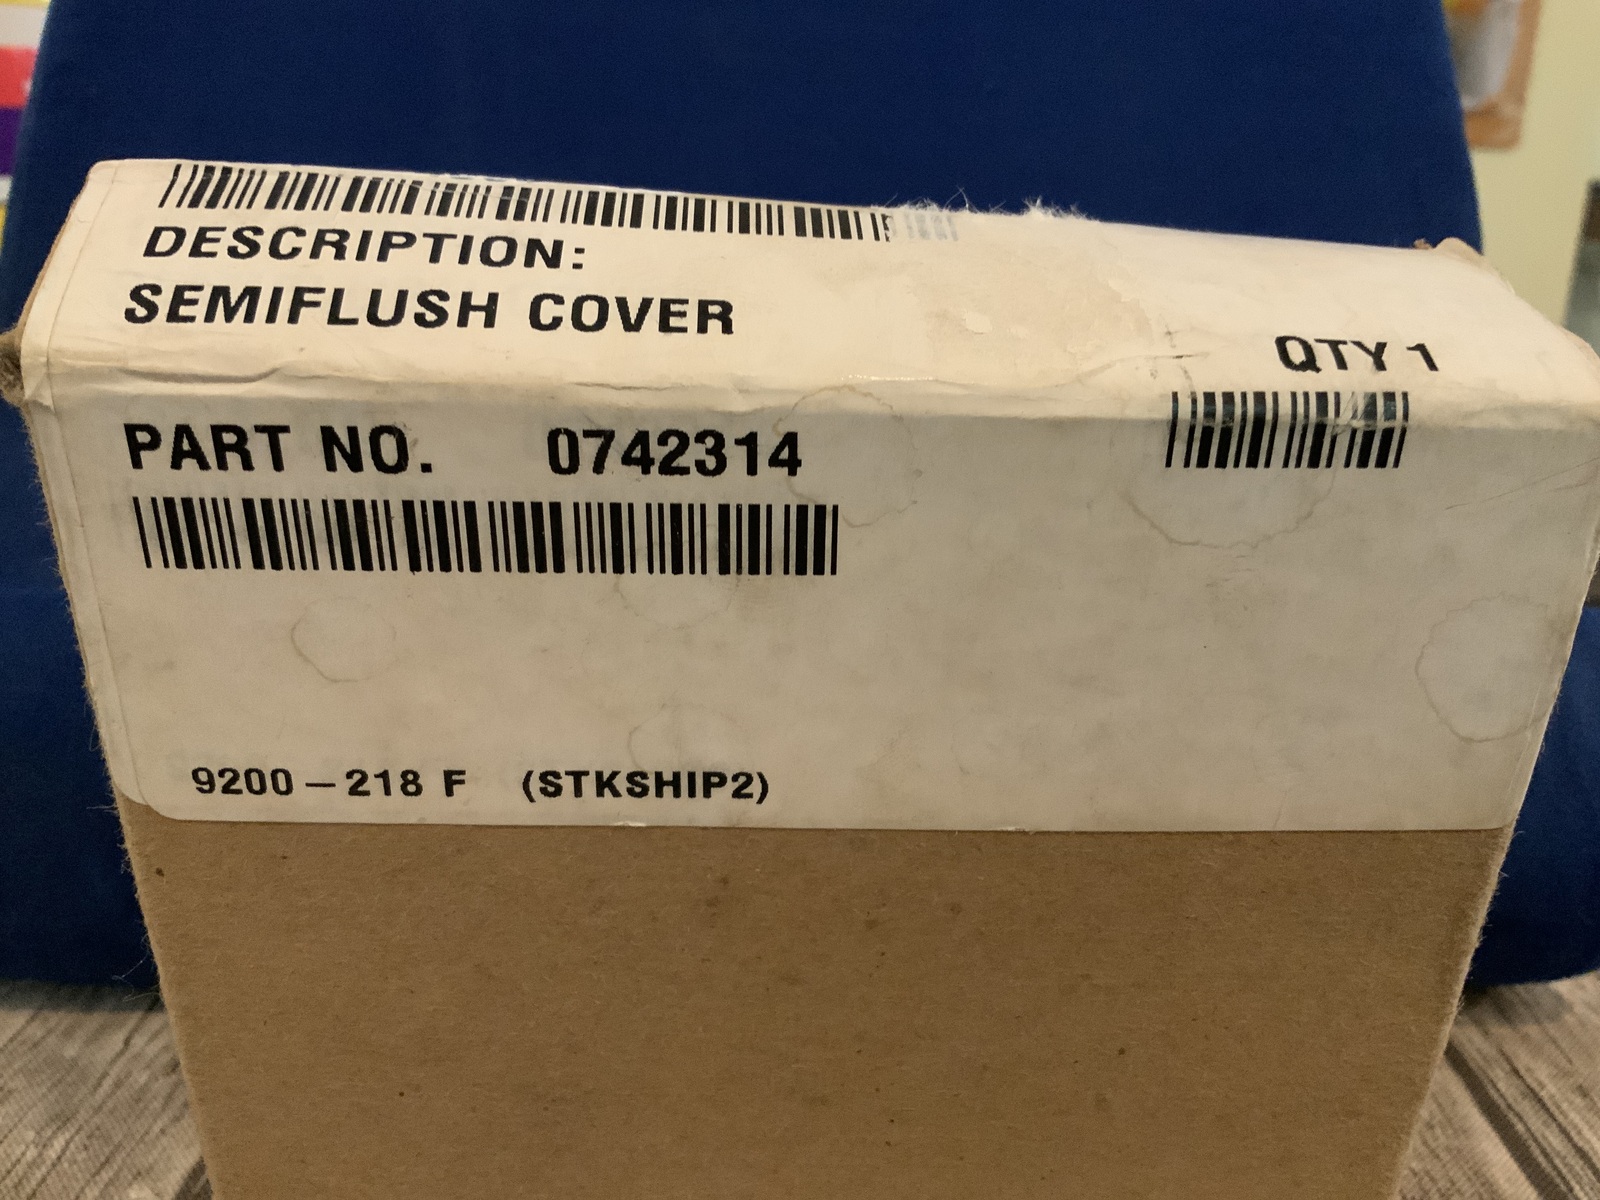 DESCRIPTION:
SEMIFLUSH COVER
QTY 1
PART NO. 0742314
9200-218 F (STKSHIP2)